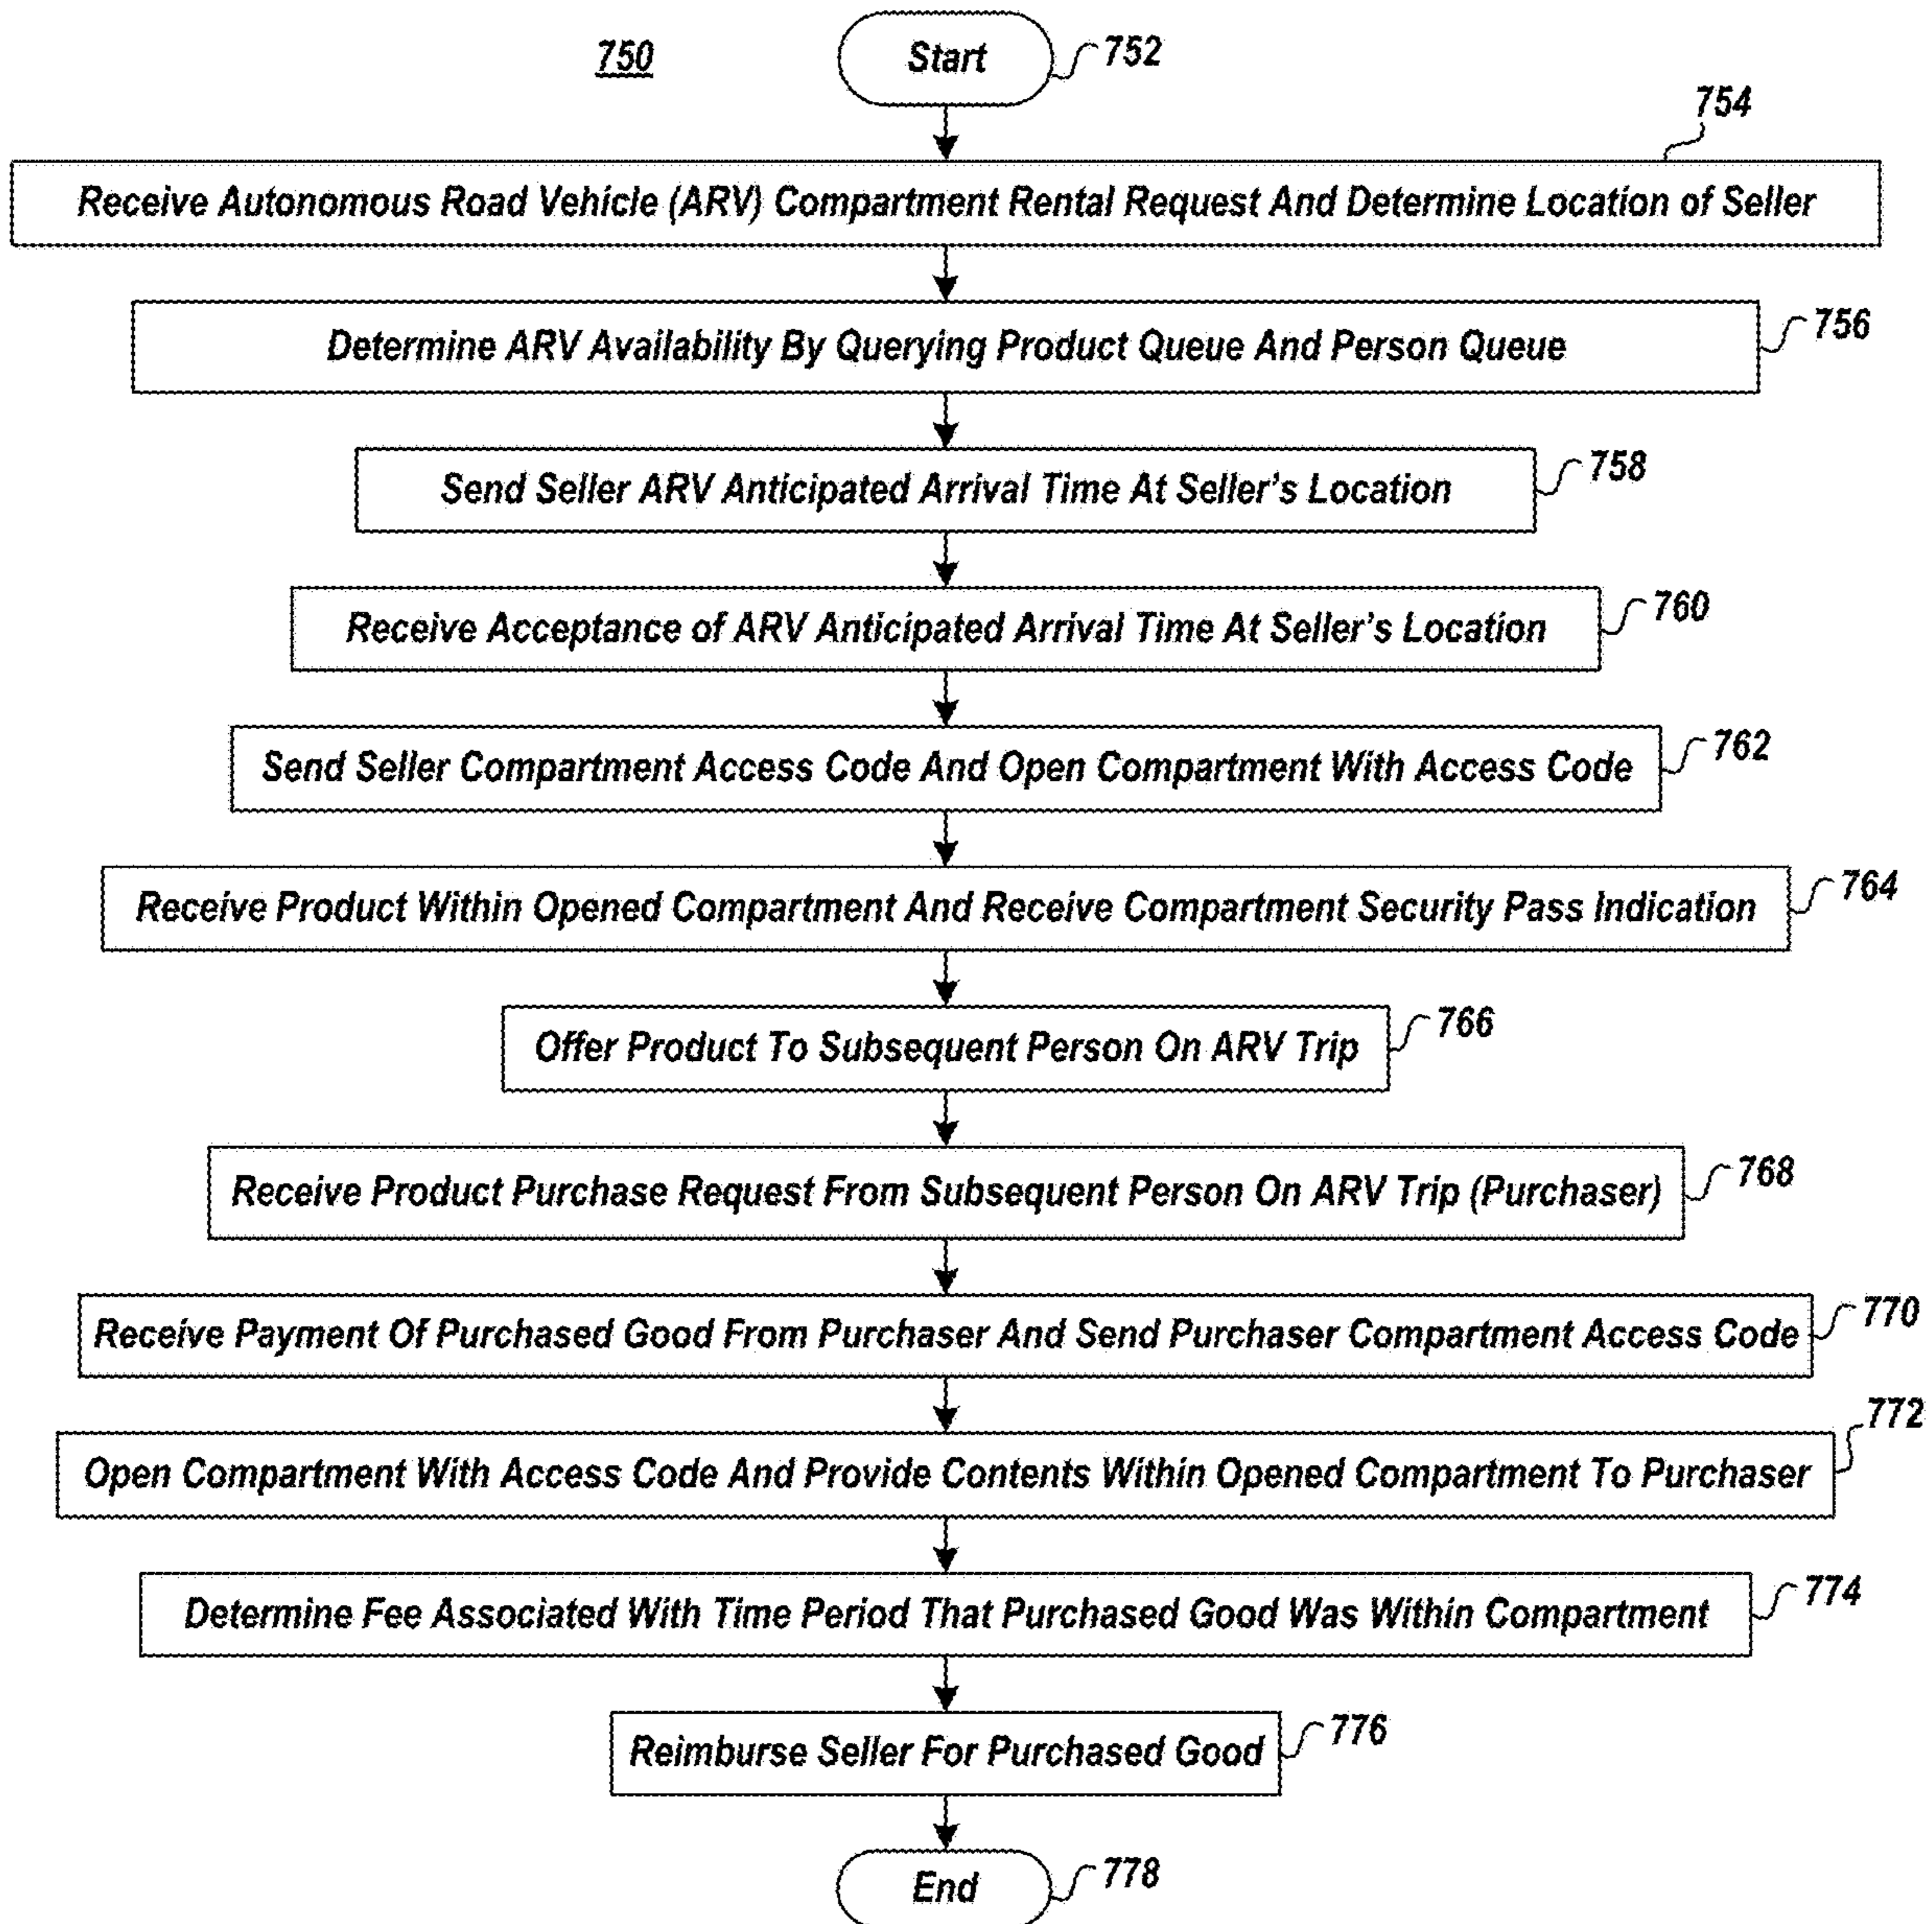 750
Start
752
754
Receive Autonomous Road Vehicle (ARV) Compartment Rental Request And Determine Location of Seller
Determine ARV Availability By Querying Product Queue And Person Queue
756
Send Seller ARV Anticipated Arrival Time At Seller's Location
758
Receive Acceptance of ARV Anticipated Arrival Time At Seller's Location
760
Send Seller Compartment Access Code And Open Compartment With Access Code
762
Receive Product Within Opened Compartment And Receive Compartment Security Pass Indication
764
Offer Product To Subsequent Person On ARV Trip
766
Receive Product Purchase Request From Subsequent Person On ARV Trip (Purchaser)
768
Receive Payment Of Purchased Good From Purchaser And Send Purchaser Compartment Access Code
770
Open Compartment With Access Code And Provide Contents Within Opened Compartment To Purchaser
772
Determine Fee Associated With Time Period That Purchased Good Was Within Compartment
774
Reimburse Seller For Purchased Good
776
End
778